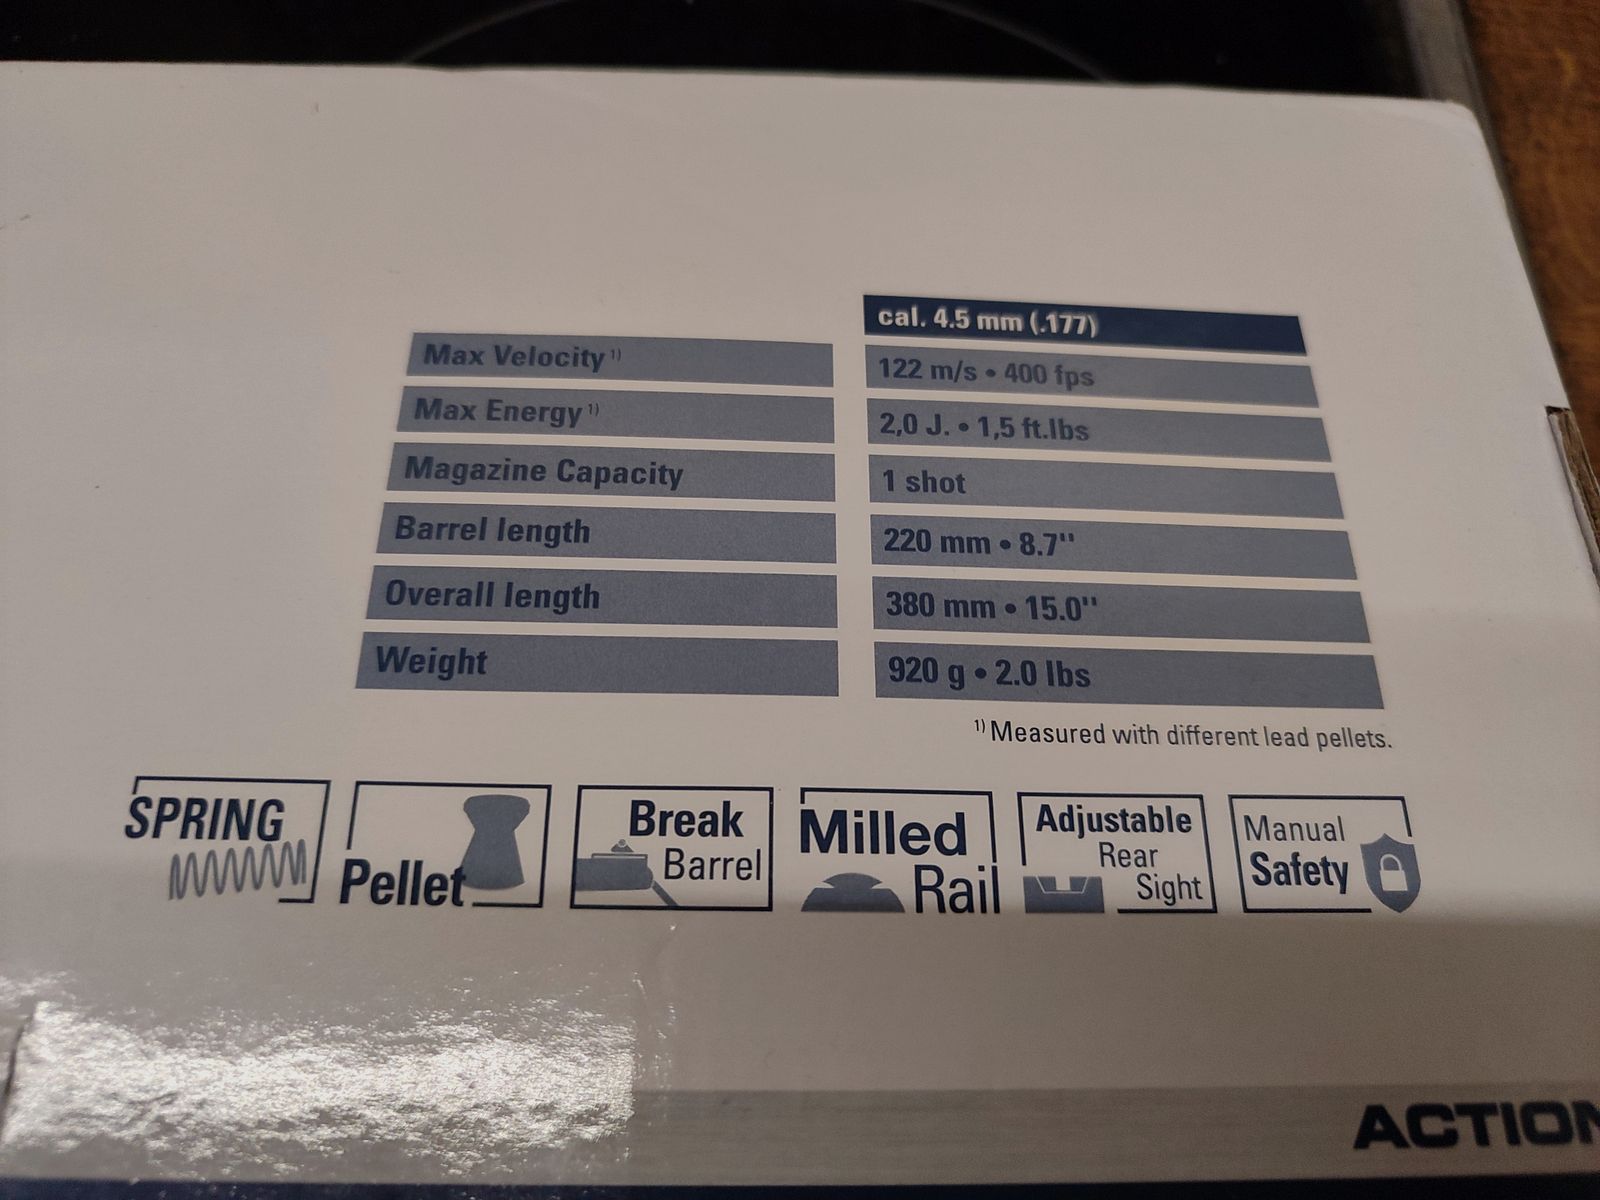 cal. 4.5 mm (.177)
Max Velocity 1) 122 m/s • 400 fps
Max Energy 1) 2,0 J. • 1,5 ft.lbs
Magazine Capacity 1 shot
Barrel length 220 mm • 8.7''
Overall length 380 mm • 15.0''
Weight 920 g • 2.0 lbs
1) Measured with different lead pellets.
SPRING
Pellet
Break
Barrel
Milled
Rail
Adjustable
Rear
Sight
Manual
Safety
ACTION